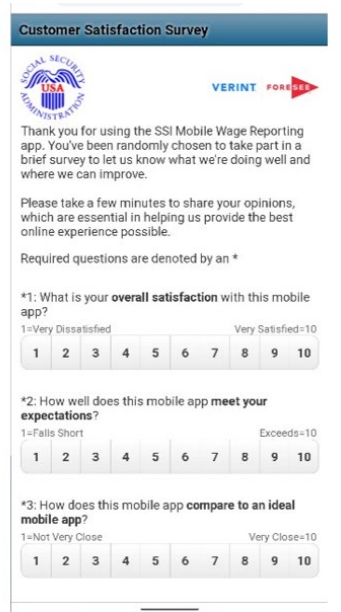 Customer Satisfaction Survey
SOCIAL SECURITY
USA
ADMINISTRATION
VERINT FORESEE
Thank you for using the SSI Mobile Wage Reporting
app. You've been randomly chosen to take part in a
brief survey to let us know what we're doing well and
where we can improve.
Please take a few minutes to share your opinions,
which are essential in helping us provide the best
online experience possible.
Required questions are denoted by an *
*1: What is your overall satisfaction with this mobile
app?
1=Very Dissatisfied Very Satisfied=10
1 2 3 4 5 6 7 8 9 10
*2: How well does this mobile app meet your
expectations?
1=Falls Short Exceeds=10
1 2 3 4 5 6 7 8 9 10
*3: How does this mobile app compare to an ideal
mobile app?
1=Not Very Close Very Close=10
1 2 3 4 5 6 7 8 9 10